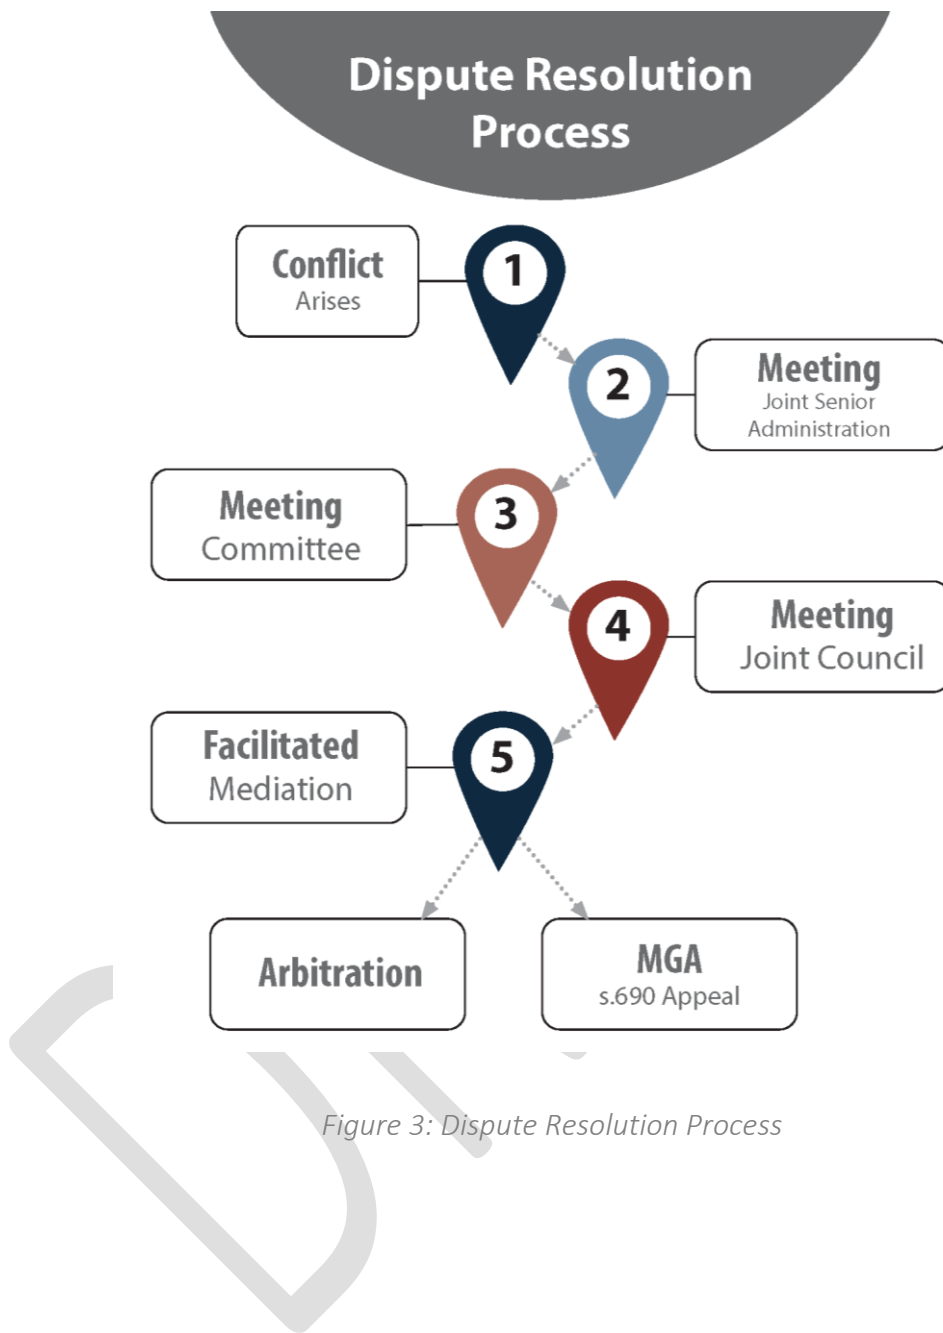 Dispute Resolution
Process
1
Conflict
Arises
2
Meeting
Joint Senior
Administration
3
Meeting
Committee
4
Meeting
Joint Council
5
Facilitated
Mediation
Arbitration
MGA
s.690 Appeal
Figure 3: Dispute Resolution Process